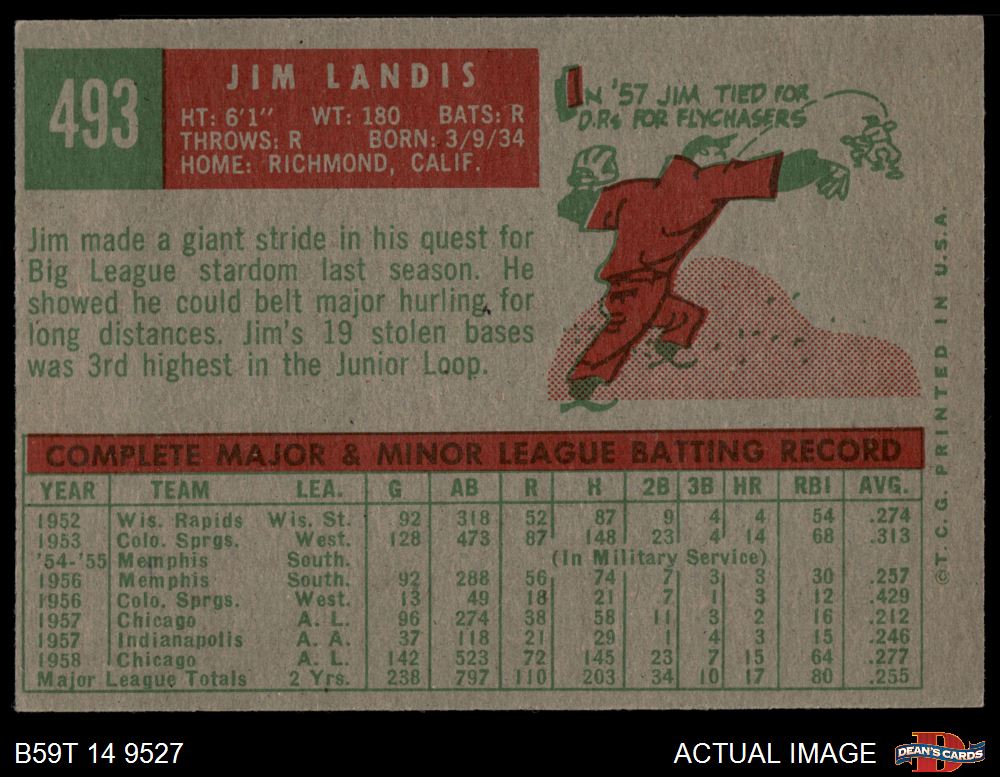 493
JIM LANDIS
HT: 6'1" WT: 180 BATS: R
THROWS: R BORN: 3/9/34
HOME: RICHMOND, CALIF.
IN '57 JIM TIED FOR
D.P.s FOR FLYCHASERS
Jim made a giant stride in his quest for
Big League stardom last season. He
showed he could belt major hurling for
long distances. Jim's 19 stolen bases
was 3rd highest in the Junior Loop.
COMPLETE MAJOR & MINOR LEAGUE BATTING RECORD
YEAR TEAM LEA. G AB R H 2B 3B HR RBI AVG.
1952 Wis. Rapids Wis. St. 92 318 52 87 9 4 4 54 .274
1953 Colo. Sprgs. West. 128 473 87 148 23 4 14 68 .313
'54-'55 Memphis South. (In Military Service)
1956 Memphis South. 92 288 56 74 7 3 3 30 .257
1956 Colo. Sprgs. West. 13 49 18 21 7 1 3 12 .429
1957 Chicago A. L. 96 274 38 58 11 3 2 16 .212
1957 Indianapolis A. A. 37 118 21 29 1 4 3 15 .246
1958 Chicago A. L. 142 523 72 145 23 7 15 64 .277
Major League Totals 2 Yrs. 238 797 110 203 34 10 17 80 .255
©T. C. G. PRINTED IN U.S.A.
B59T 14 9527
ACTUAL IMAGE
DEAN'S CARDS